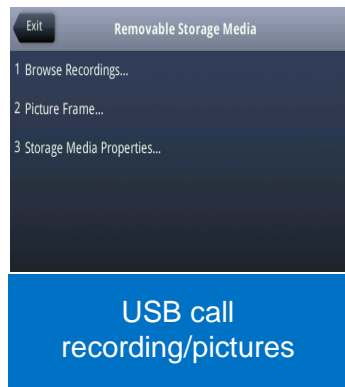 Exit Removable Storage Media
1 Browse Recordings...
2 Picture Frame...
3 Storage Media Properties...
USB call
recording/pictures